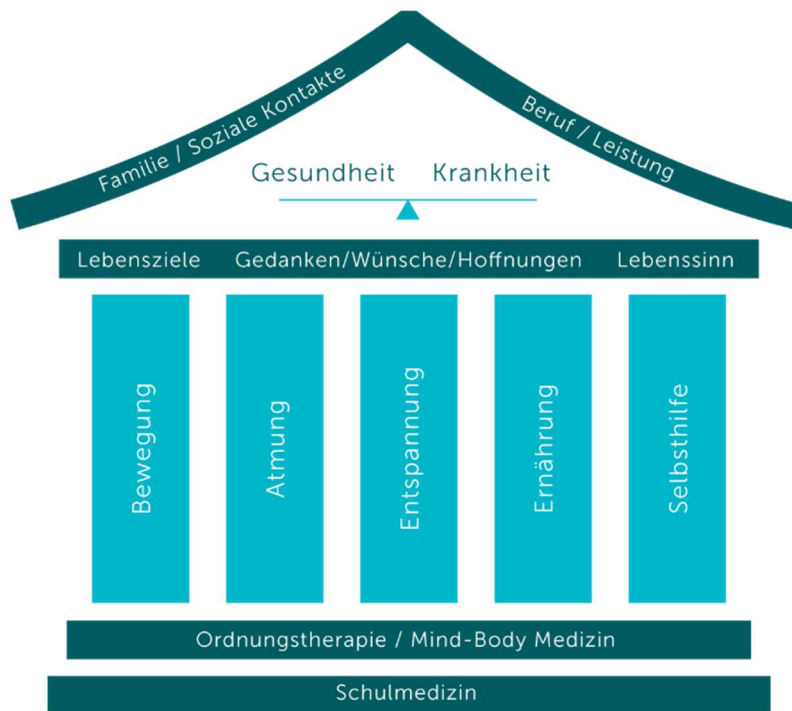 Familie / Soziale Kontakte
Beruf / Leistung
Gesundheit Krankheit
Lebensziele Gedanken/Wünsche/Hoffnungen Lebenssinn
Bewegung
Atmung
Entspannung
Ernährung
Selbsthilfe
Ordnungstherapie / Mind-Body Medizin
Schulmedizin